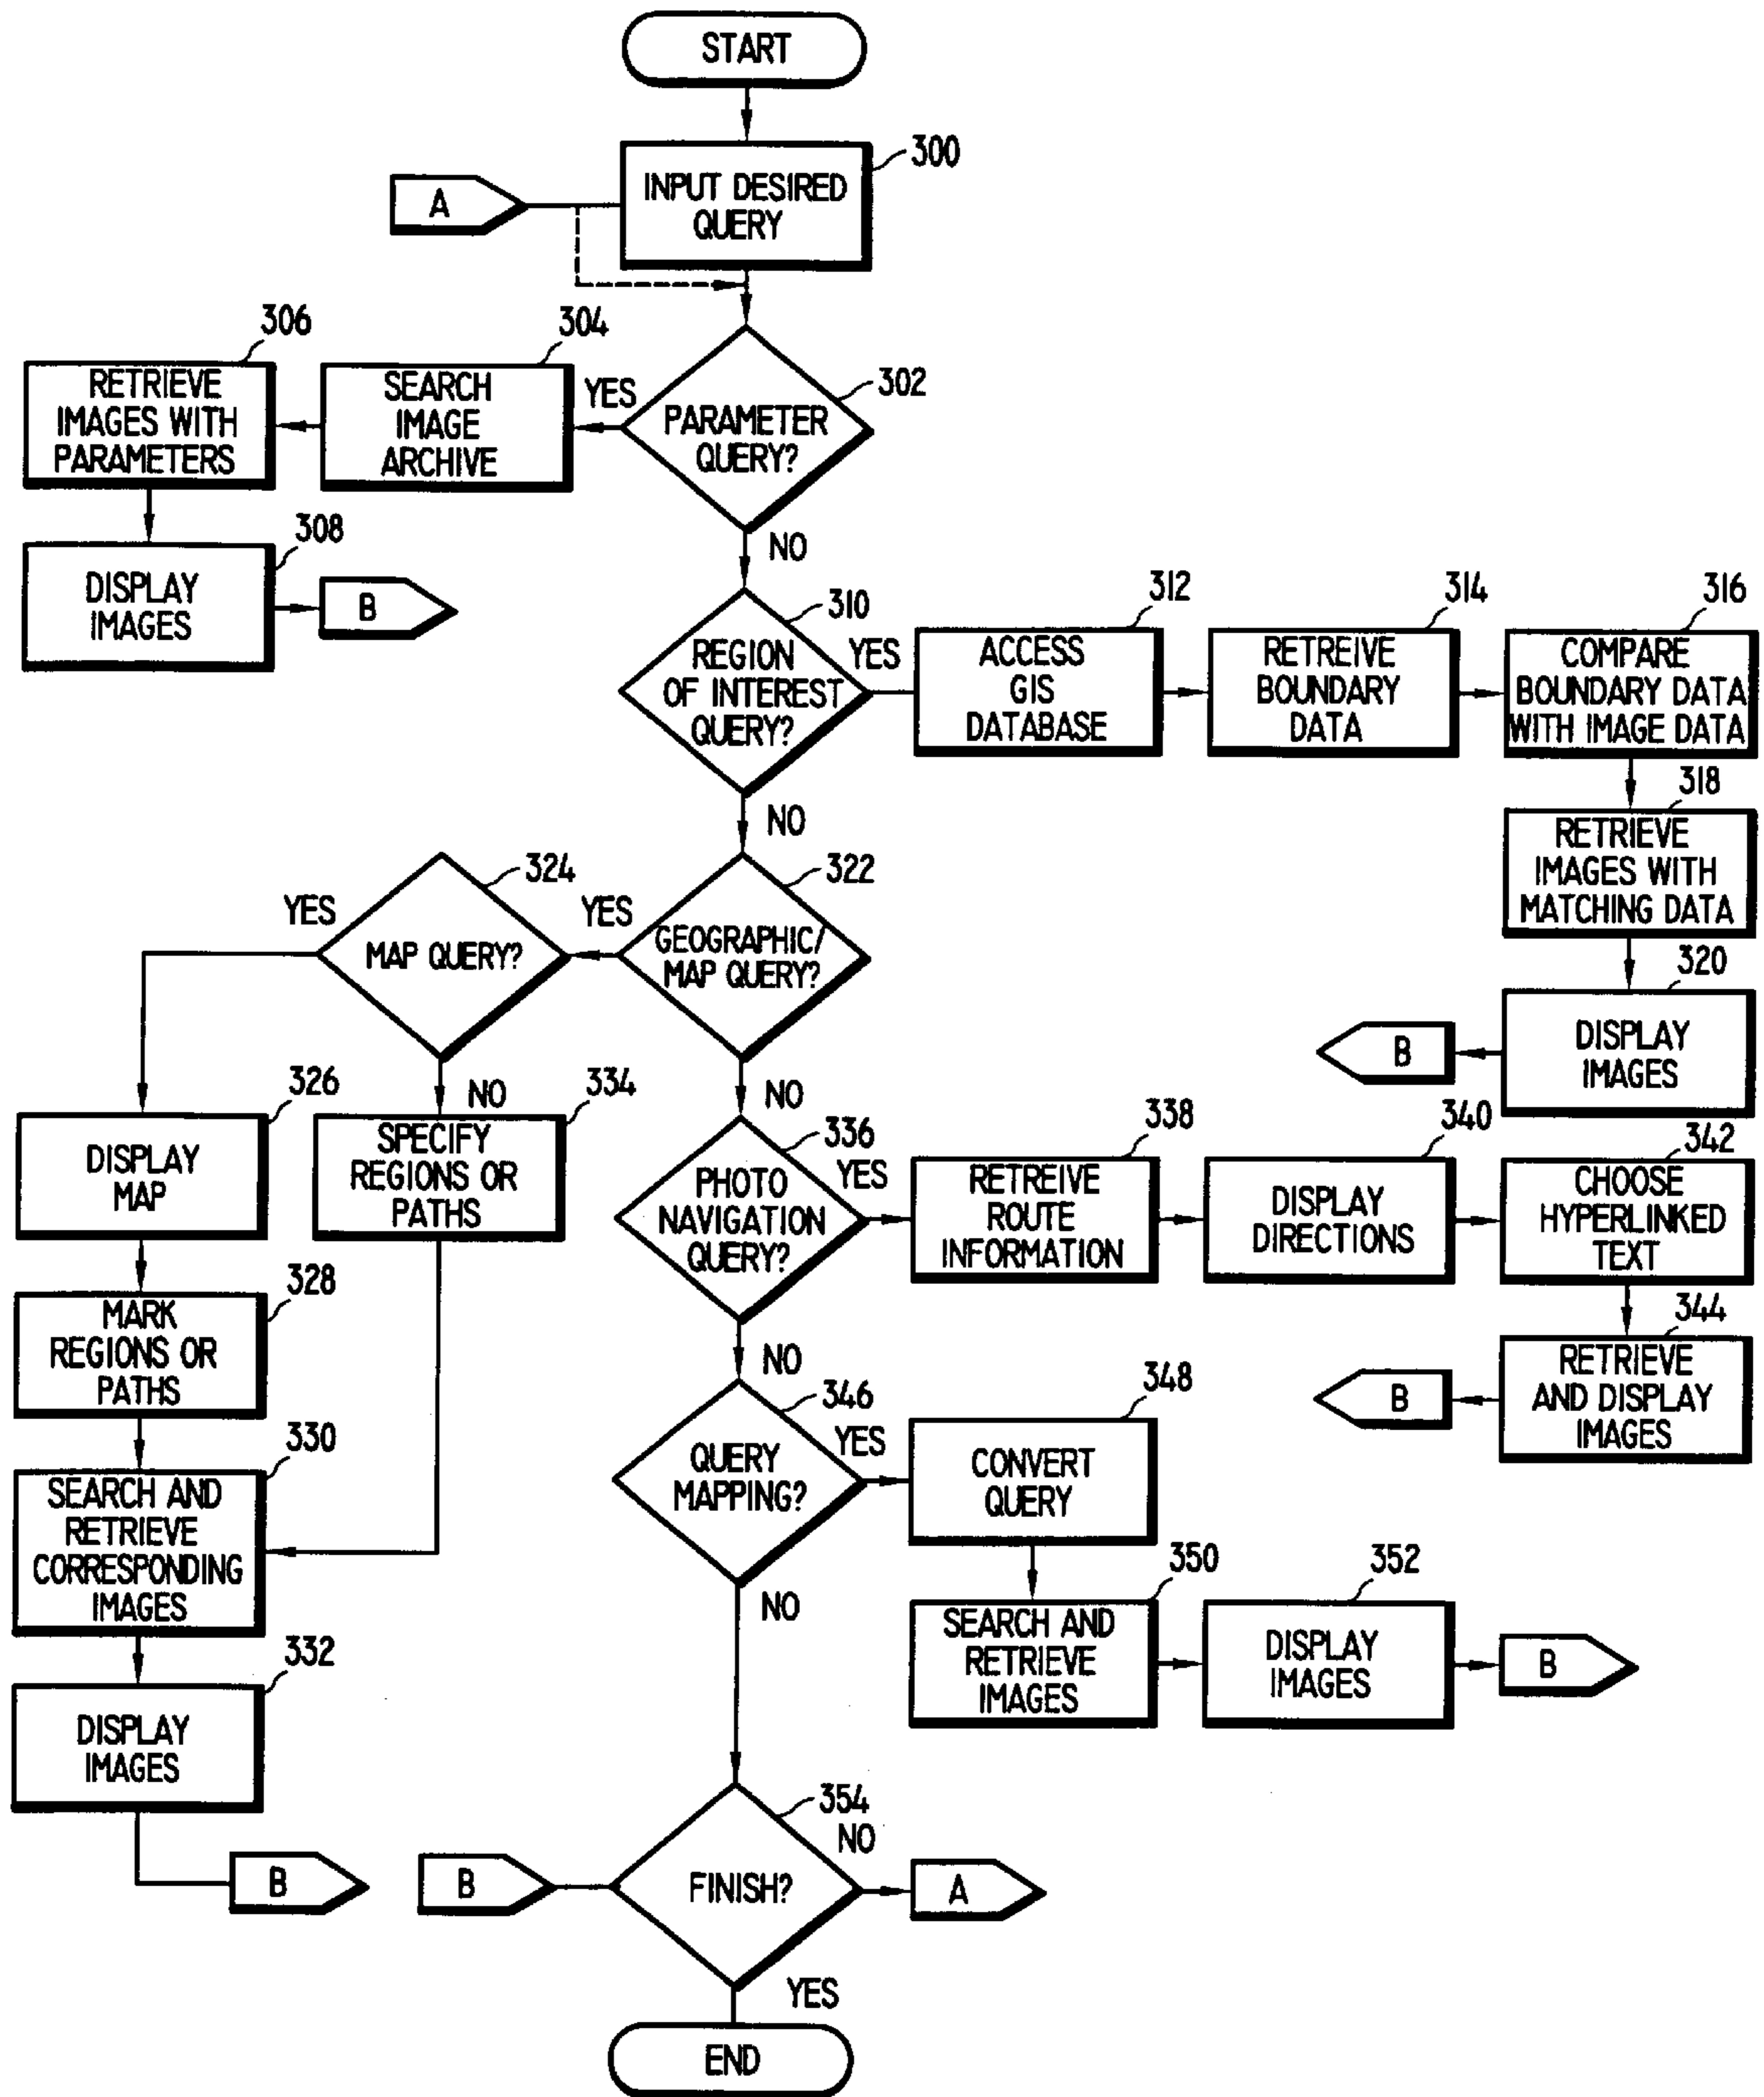 START
300
A
INPUT DESIRED
QUERY
306
304
302
RETRIEVE
IMAGES WITH
PARAMETERS
SEARCH
IMAGE
ARCHIVE
YES
PARAMETER
QUERY?
308
NO
DISPLAY
IMAGES
B
310
312
314
316
REGION
OF INTEREST
QUERY?
YES
ACCESS
GIS
DATABASE
RETREIVE
BOUNDARY
DATA
COMPARE
BOUNDARY DATA
WITH IMAGE DATA
318
NO
RETRIEVE
IMAGES WITH
MATCHING DATA
324
322
YES
MAP QUERY?
YES
GEOGRAPHIC/
MAP QUERY?
320
DISPLAY
IMAGES
B
326
NO
334
NO
DISPLAY
MAP
SPECIFY
REGIONS OR
PATHS
336
338
340
342
PHOTO
NAVIGATION
QUERY?
YES
RETREIVE
ROUTE
INFORMATION
DISPLAY
DIRECTIONS
CHOOSE
HYPERLINKED
TEXT
328
344
MARK
REGIONS OR
PATHS
NO
RETRIEVE
AND DISPLAY
IMAGES
B
346
348
330
QUERY
MAPPING?
YES
CONVERT
QUERY
SEARCH AND
RETRIEVE
CORRESPONDING
IMAGES
NO
350
352
SEARCH AND
RETRIEVE
IMAGES
DISPLAY
IMAGES
B
332
DISPLAY
IMAGES
B
354
B
FINISH?
NO
A
YES
END